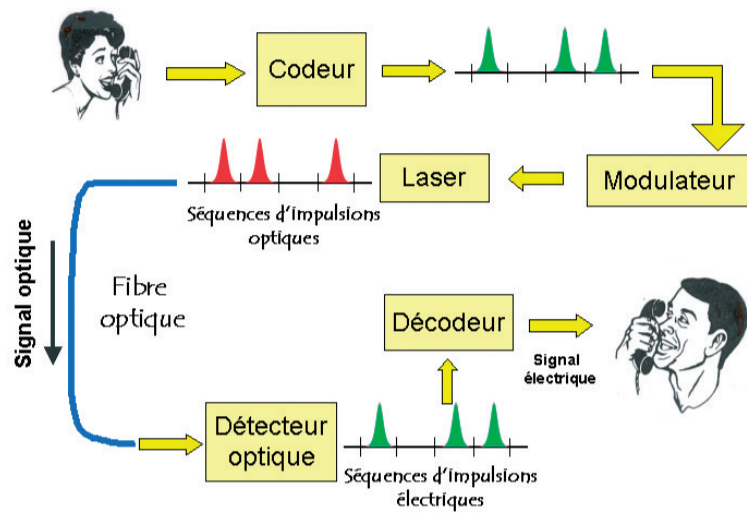 Codeur
Modulateur
Laser
Séquences d'impulsions
optiques
Signal optique
Fibre
optique
Décodeur
Signal
électrique
Détecteur
optique
Séquences d'impulsions
électriques